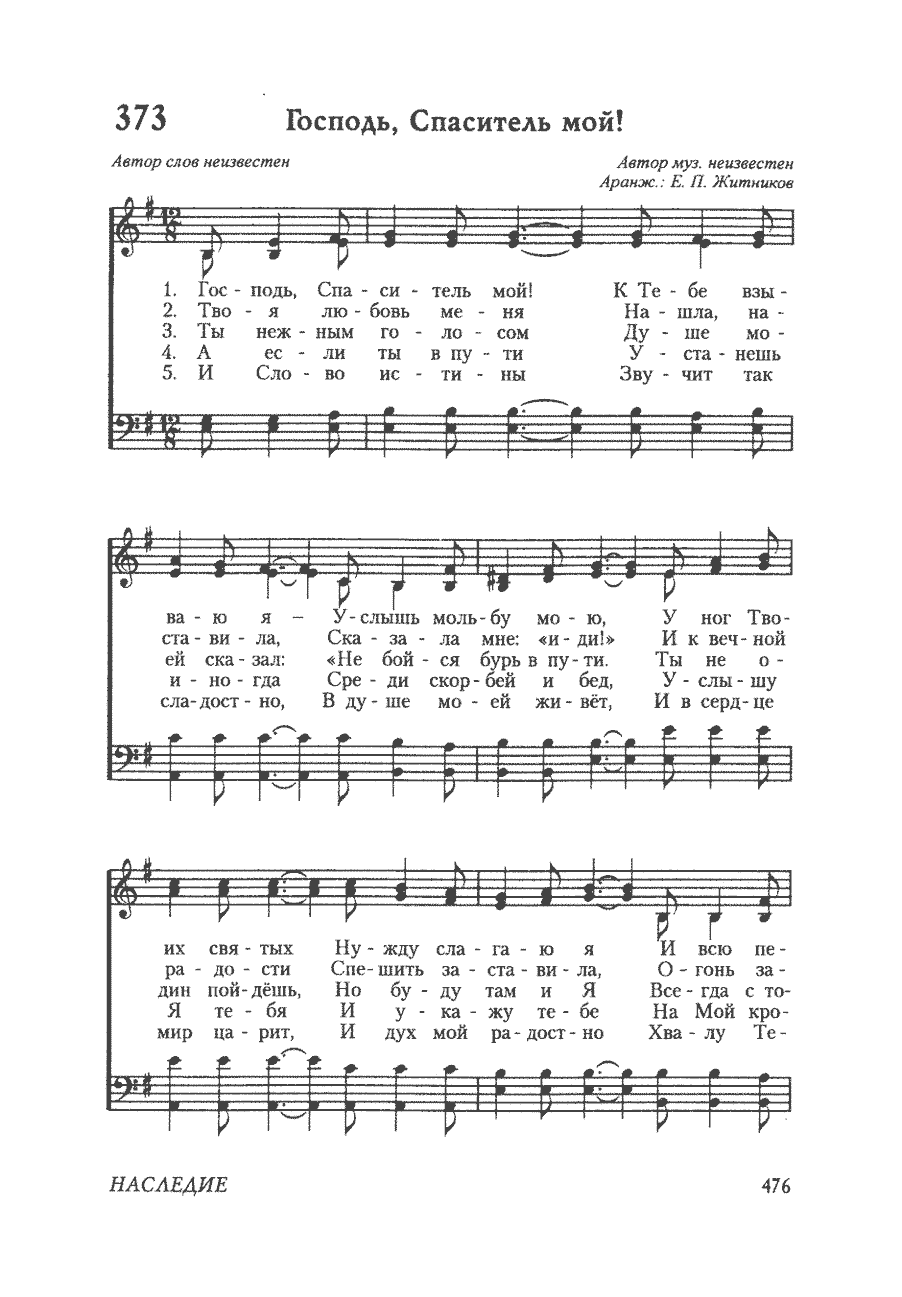 373 Господь, Спаситель мой!
Автор слов неизвестен Автор муз. неизвестен
Аранж.: Е. П. Житников
1. Гос - подь, Спа - си - тель мой! К Те - бе взы -
2. Тво - я лю - бовь ме - ня На - шла, на -
3. Ты неж - ным го - ло - сом Ду - ше мо -
4. А ес - ли ты в пу - ти У - ста - нешь
5. И Сло - во ис - ти - ны Зву - чит так
ва - ю я – У - слышь моль - бу мо - ю, У ног Тво-
ста - ви - ла, Ска - за - ла мне: «и - ди!» И к веч - ной
ей ска - зал: «Не бой - ся бурь в пу - ти. Ты не о -
и - но - гда Сре - ди скор - бей и бед, У - слы - шу
сла - дост - но, В ду - ше мо - ей жи - вёт, И в серд - це
их свя - тых Ну - жду сла - га - ю я И всю пе-
ра - до - сти Спе - шить за - ста - ви - ла, О - гонь за -
дин пой - дёшь, Но бу - ду там и Я Все - гда с то-
Я те - бя И у - ка - жу те - бе На Мой кро-
мир ца - рит, И дух мой ра - дост - но Хва - лу Те -
НАСЛЕДИЕ 476